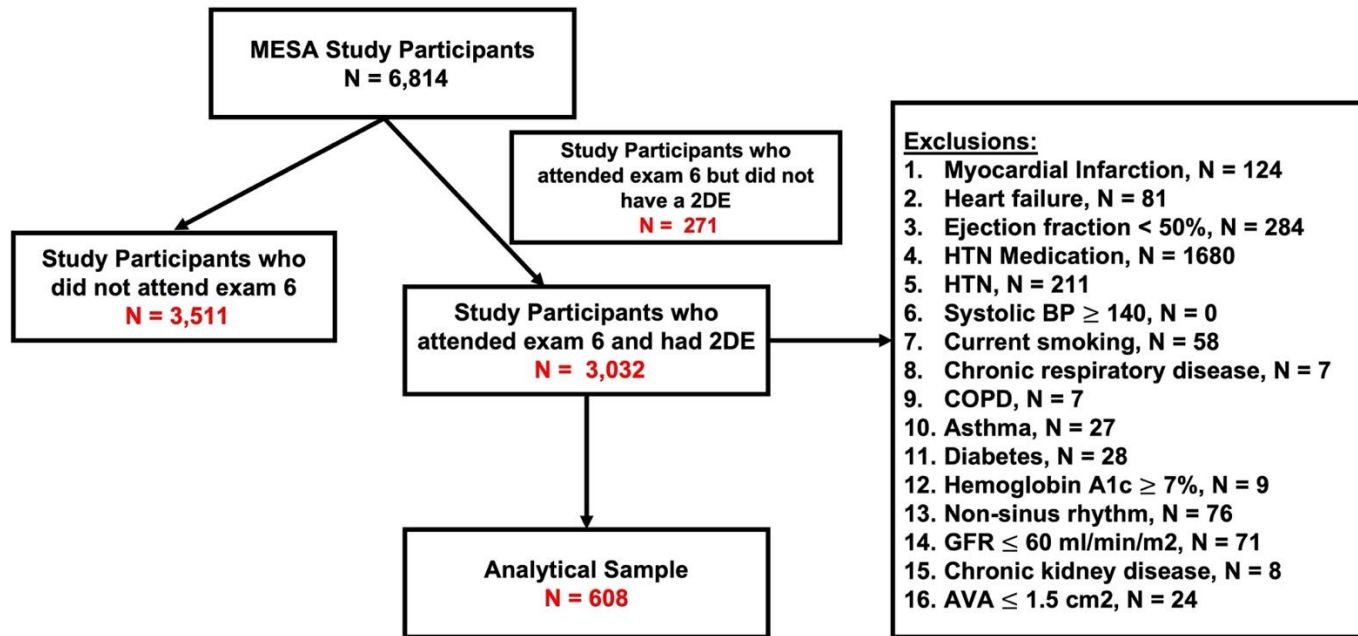 MESA Study Participants
N = 6,814
Study Participants who
attended exam 6 but did not
have a 2DE
N = 271
Study Participants who
did not attend exam 6
N = 3,511
Study Participants who
attended exam 6 and had 2DE
N = 3,032
Analytical Sample
N = 608
Exclusions:
1. Myocardial Infarction, N = 124
2. Heart failure, N = 81
3. Ejection fraction < 50%, N = 284
4. HTN Medication, N = 1680
5. HTN, N = 211
6. Systolic BP ≥ 140, N = 0
7. Current smoking, N = 58
8. Chronic respiratory disease, N = 7
9. COPD, N = 7
10. Asthma, N = 27
11. Diabetes, N = 28
12. Hemoglobin A1c ≥ 7%, N = 9
13. Non-sinus rhythm, N = 76
14. GFR ≤ 60 ml/min/m2, N = 71
15. Chronic kidney disease, N = 8
16. AVA ≤ 1.5 cm2, N = 24